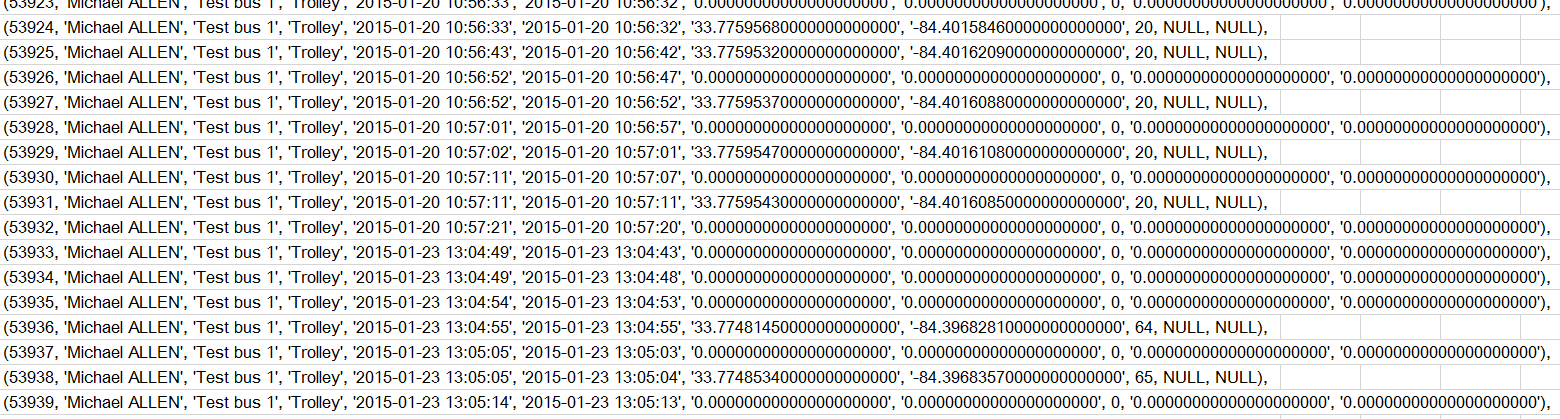 (53923, 'Michael ALLEN', 'Test bus 1', 'Trolley', '2015-01-20 10:56:33', '2015-01-20 10:56:32', '0.00000000000000000000', '0.00000000000000000000', 0, '0.00000000000000000000', '0.00000000000000000000'),
(53924, 'Michael ALLEN', 'Test bus 1', 'Trolley', '2015-01-20 10:56:33', '2015-01-20 10:56:32', '33.77595680000000000000', '-84.40158460000000000000', 20, NULL, NULL),
(53925, 'Michael ALLEN', 'Test bus 1', 'Trolley', '2015-01-20 10:56:43', '2015-01-20 10:56:42', '33.77595320000000000000', '-84.40162090000000000000', 20, NULL, NULL),
(53926, 'Michael ALLEN', 'Test bus 1', 'Trolley', '2015-01-20 10:56:52', '2015-01-20 10:56:47', '0.00000000000000000000', '0.00000000000000000000', 0, '0.00000000000000000000', '0.00000000000000000000'),
(53927, 'Michael ALLEN', 'Test bus 1', 'Trolley', '2015-01-20 10:56:52', '2015-01-20 10:56:52', '33.77595370000000000000', '-84.40160880000000000000', 20, NULL, NULL),
(53928, 'Michael ALLEN', 'Test bus 1', 'Trolley', '2015-01-20 10:57:01', '2015-01-20 10:56:57', '0.00000000000000000000', '0.00000000000000000000', 0, '0.00000000000000000000', '0.00000000000000000000'),
(53929, 'Michael ALLEN', 'Test bus 1', 'Trolley', '2015-01-20 10:57:02', '2015-01-20 10:57:01', '33.77595470000000000000', '-84.40161080000000000000', 20, NULL, NULL),
(53930, 'Michael ALLEN', 'Test bus 1', 'Trolley', '2015-01-20 10:57:11', '2015-01-20 10:57:07', '0.00000000000000000000', '0.00000000000000000000', 0, '0.00000000000000000000', '0.00000000000000000000'),
(53931, 'Michael ALLEN', 'Test bus 1', 'Trolley', '2015-01-20 10:57:11', '2015-01-20 10:57:11', '33.77595430000000000000', '-84.40160850000000000000', 20, NULL, NULL),
(53932, 'Michael ALLEN', 'Test bus 1', 'Trolley', '2015-01-20 10:57:21', '2015-01-20 10:57:20', '0.00000000000000000000', '0.00000000000000000000', 0, '0.00000000000000000000', '0.00000000000000000000'),
(53933, 'Michael ALLEN', 'Test bus 1', 'Trolley', '2015-01-23 13:04:49', '2015-01-23 13:04:43', '0.00000000000000000000', '0.00000000000000000000', 0, '0.00000000000000000000', '0.00000000000000000000'),
(53934, 'Michael ALLEN', 'Test bus 1', 'Trolley', '2015-01-23 13:04:49', '2015-01-23 13:04:48', '0.00000000000000000000', '0.00000000000000000000', 0, '0.00000000000000000000', '0.00000000000000000000'),
(53935, 'Michael ALLEN', 'Test bus 1', 'Trolley', '2015-01-23 13:04:54', '2015-01-23 13:04:53', '0.00000000000000000000', '0.00000000000000000000', 0, '0.00000000000000000000', '0.00000000000000000000'),
(53936, 'Michael ALLEN', 'Test bus 1', 'Trolley', '2015-01-23 13:04:55', '2015-01-23 13:04:55', '33.77481450000000000000', '-84.39682810000000000000', 64, NULL, NULL),
(53937, 'Michael ALLEN', 'Test bus 1', 'Trolley', '2015-01-23 13:05:05', '2015-01-23 13:05:03', '0.00000000000000000000', '0.00000000000000000000', 0, '0.00000000000000000000', '0.00000000000000000000'),
(53938, 'Michael ALLEN', 'Test bus 1', 'Trolley', '2015-01-23 13:05:05', '2015-01-23 13:05:04', '33.77485340000000000000', '-84.39683570000000000000', 65, NULL, NULL),
(53939, 'Michael ALLEN', 'Test bus 1', 'Trolley', '2015-01-23 13:05:14', '2015-01-23 13:05:13', '0.00000000000000000000', '0.00000000000000000000', 0, '0.00000000000000000000', '0.00000000000000000000'),